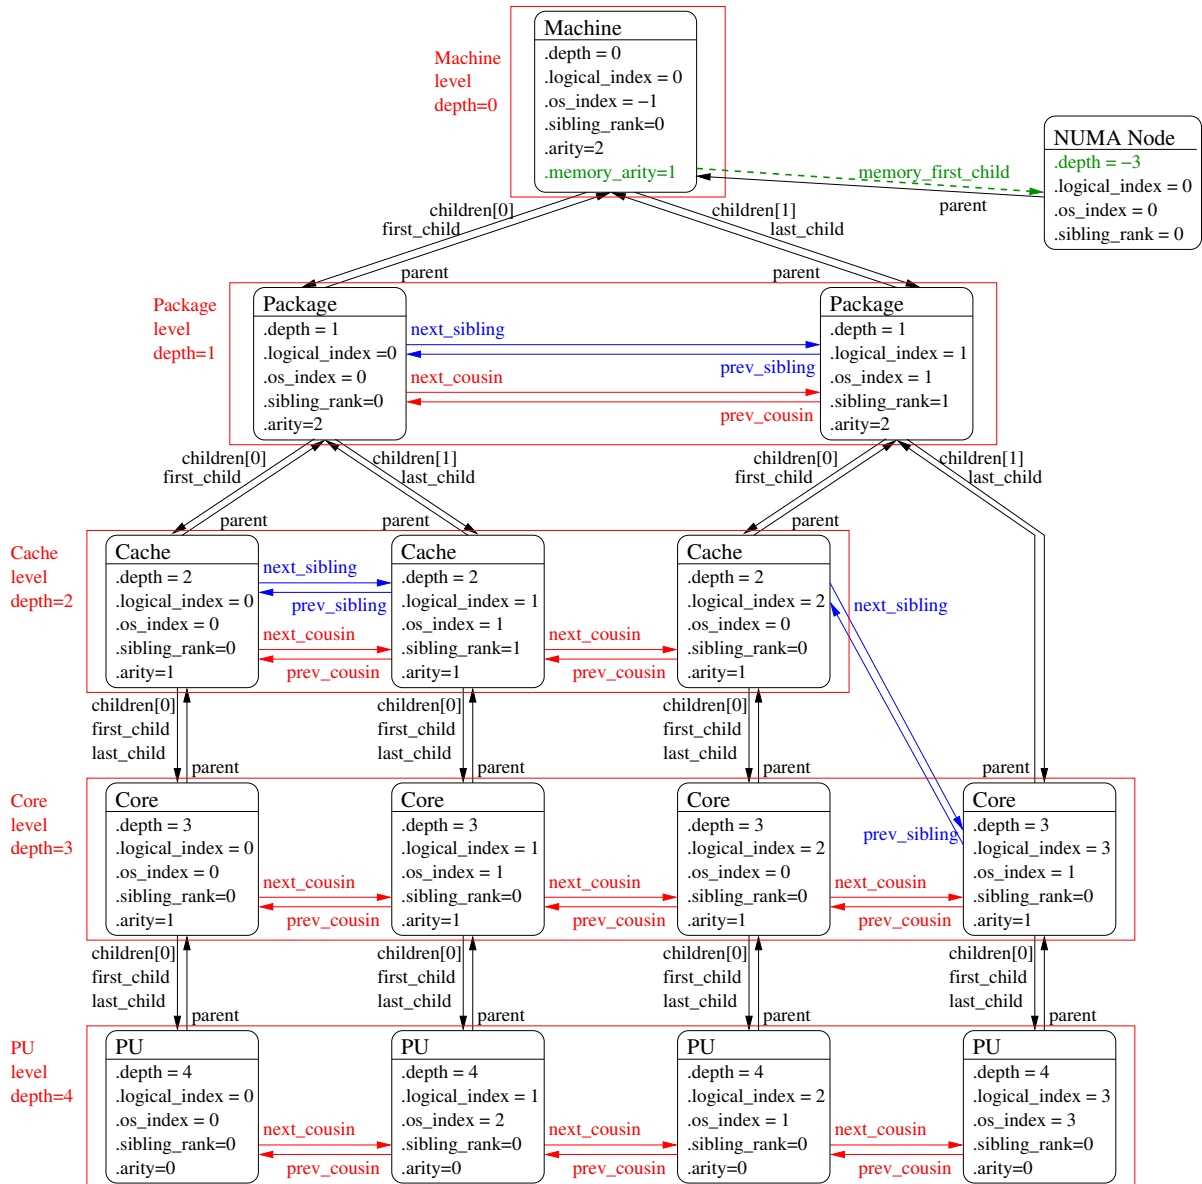 Machine
level
depth=0
Machine
.depth = 0
.logical_index = 0
.os_index = −1
.sibling_rank=0
.arity=2
.memory_arity=1
memory_first_child
parent
NUMA Node
.depth = −3
.logical_index = 0
.os_index = 0
.sibling_rank = 0
children[0]
first_child
parent
children[1]
last_child
parent
Package
level
depth=1
Package
.depth = 1
.logical_index =0
.os_index = 0
.sibling_rank=0
.arity=2
next_sibling
prev_sibling
next_cousin
prev_cousin
Package
.depth = 1
.logical_index = 1
.os_index = 1
.sibling_rank=1
.arity=2
children[0]
first_child
parent
children[1]
last_child
parent
children[0]
first_child
parent
children[1]
last_child
Cache
level
depth=2
Cache
.depth = 2
.logical_index = 0
.os_index = 0
.sibling_rank=0
.arity=1
next_sibling
prev_sibling
next_cousin
prev_cousin
Cache
.depth = 2
.logical_index = 1
.os_index = 1
.sibling_rank=1
.arity=1
next_cousin
prev_cousin
Cache
.depth = 2
.logical_index = 2
.os_index = 0
.sibling_rank=0
.arity=1
next_sibling
prev_sibling
children[0]
first_child
last_child
parent
children[0]
first_child
last_child
parent
children[0]
first_child
last_child
parent
parent
Core
level
depth=3
Core
.depth = 3
.logical_index = 0
.os_index = 0
.sibling_rank=0
.arity=1
next_cousin
prev_cousin
Core
.depth = 3
.logical_index = 1
.os_index = 1
.sibling_rank=0
.arity=1
next_cousin
prev_cousin
Core
.depth = 3
.logical_index = 2
.os_index = 0
.sibling_rank=0
.arity=1
next_cousin
prev_cousin
Core
.depth = 3
.logical_index = 3
.os_index = 1
.sibling_rank=0
.arity=1
children[0]
first_child
last_child
parent
children[0]
first_child
last_child
parent
children[0]
first_child
last_child
parent
children[0]
first_child
last_child
parent
PU
level
depth=4
PU
.depth = 4
.logical_index = 0
.os_index = 0
.sibling_rank=0
.arity=0
next_cousin
prev_cousin
PU
.depth = 4
.logical_index = 1
.os_index = 2
.sibling_rank=0
.arity=0
next_cousin
prev_cousin
PU
.depth = 4
.logical_index = 2
.os_index = 1
.sibling_rank=0
.arity=0
next_cousin
prev_cousin
PU
.depth = 4
.logical_index = 3
.os_index = 3
.sibling_rank=0
.arity=0